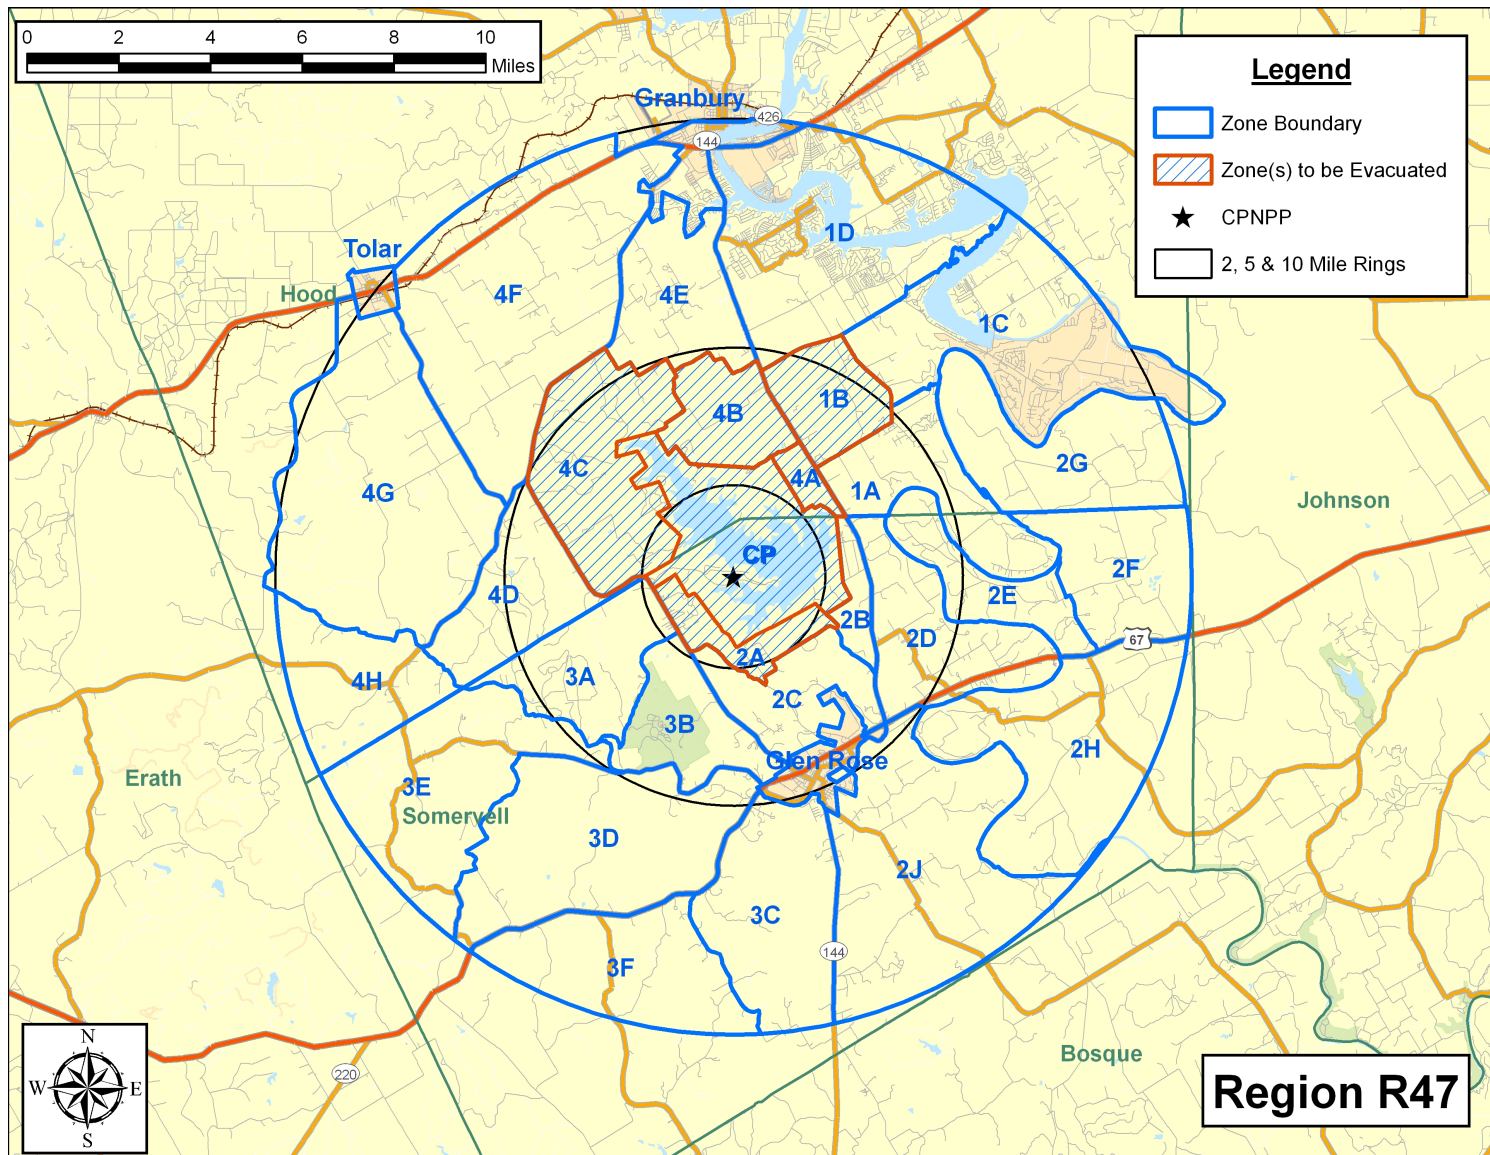 0 2 4 6 8 10
Miles
Legend
Zone Boundary
Zone(s) to be Evacuated
CPNPP
2, 5 & 10 Mile Rings
Granbury
426
144
1D
Tolar
Hood
4F
4E
1C
1B
4B
4C
4A
1A
2G
4G
Johnson
CP
2F
4D
2E
2B
2D
67
2A
3A
4H
2C
3B
2H
Glen Rose
Erath
3E
Somervell
3D
2J
3C
144
3F
Bosque
220
N
W E
S
Region R47